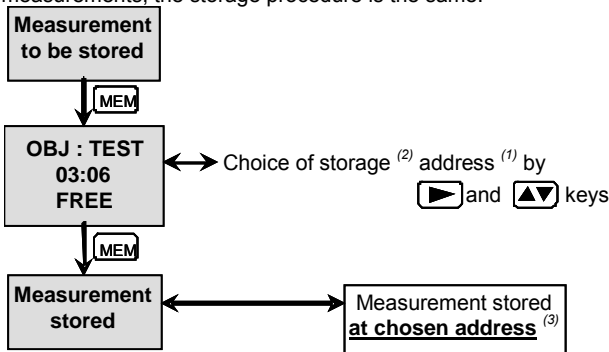 measurements, the storage procedure is the same:
Measurement
to be stored
MEM
OBJ : TEST
03:06
FREE
Choice of storage (2) address (1) by
and ▲▼ keys
MEM
Measurement
stored
Measurement stored
at chosen address (3)